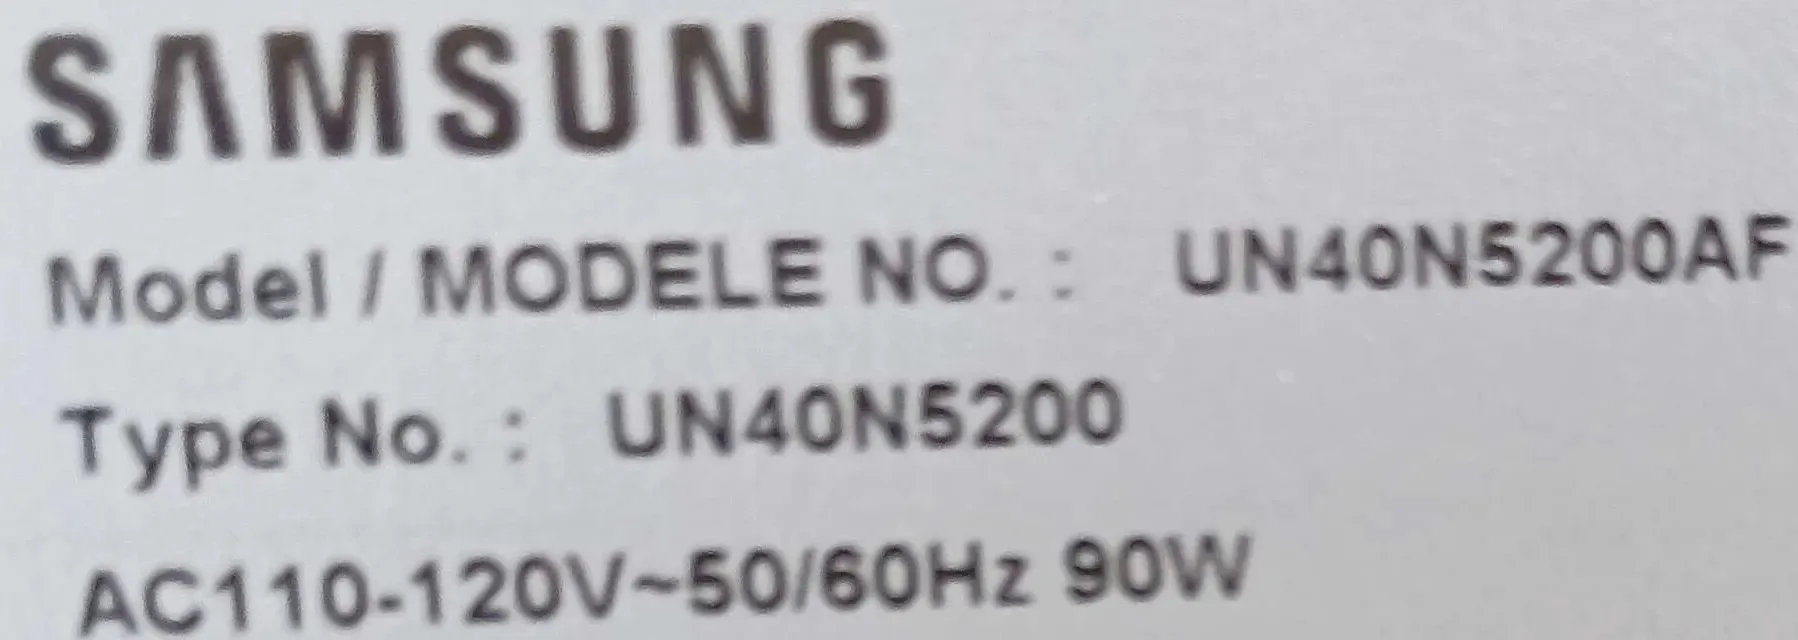 SAMSUNG
Model / MODELE NO. : UN40N5200AF
Type No. : UN40N5200
AC110-120V~50/60Hz 90W